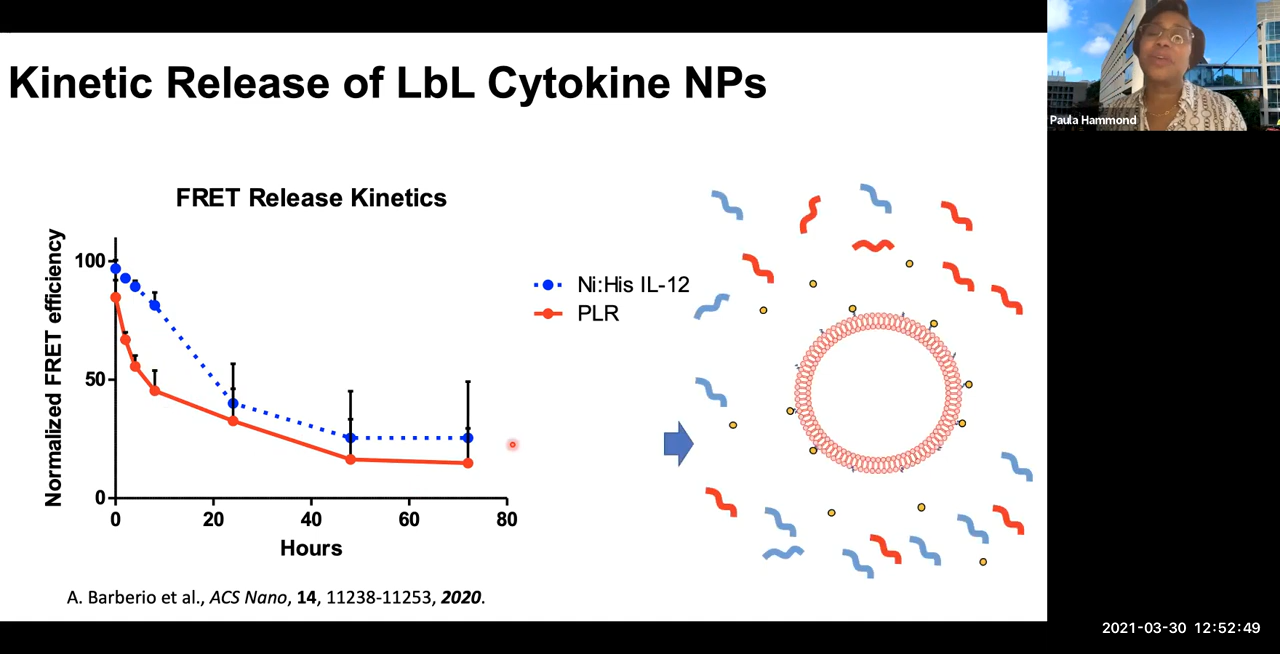 Kinetic Release of LbL Cytokine NPs
Paula Hammond
FRET Release Kinetics
Normalized FRET efficiency
100
50
0
0 20 40 60 80
Hours
Ni:His IL-12
PLR
A. Barberio et al., ACS Nano, 14, 11238-11253, 2020.
2021-03-30 12:52:49